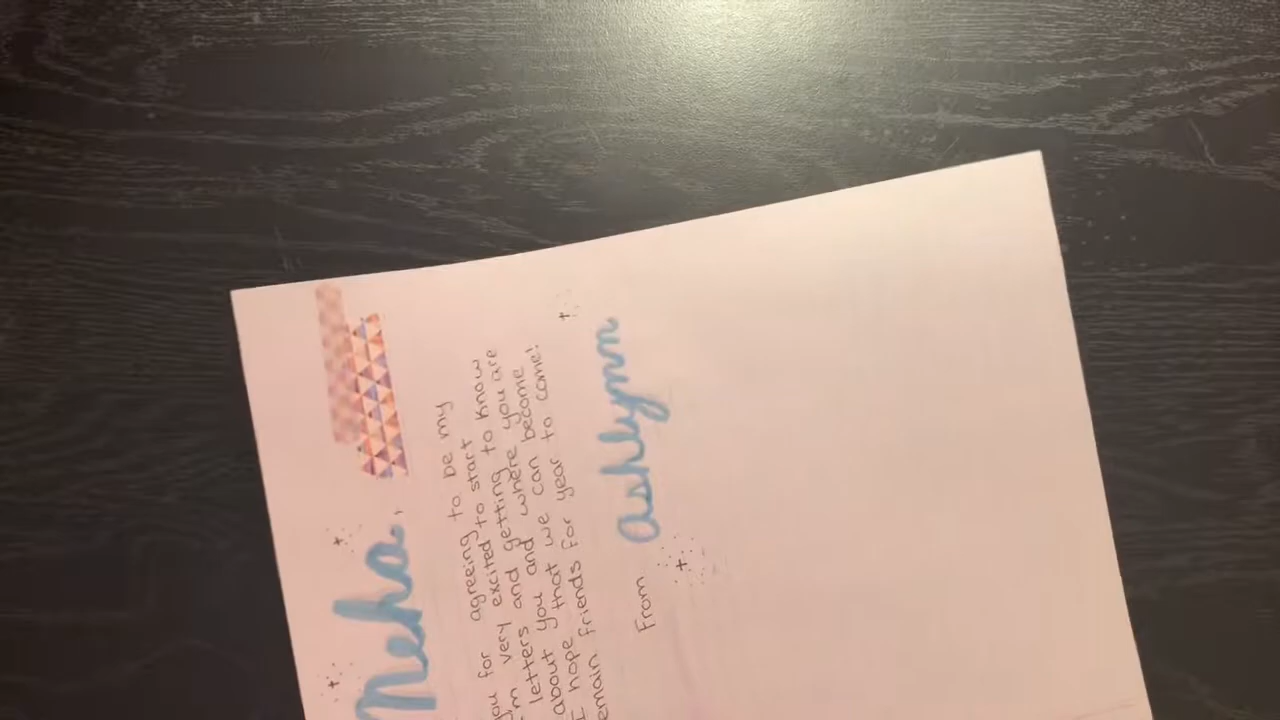 Neha,
you for agreeing to be my
very excited to start
letters and getting to know
about you and where you are
I hope that we can become
friends for year to come!
From ashlynn